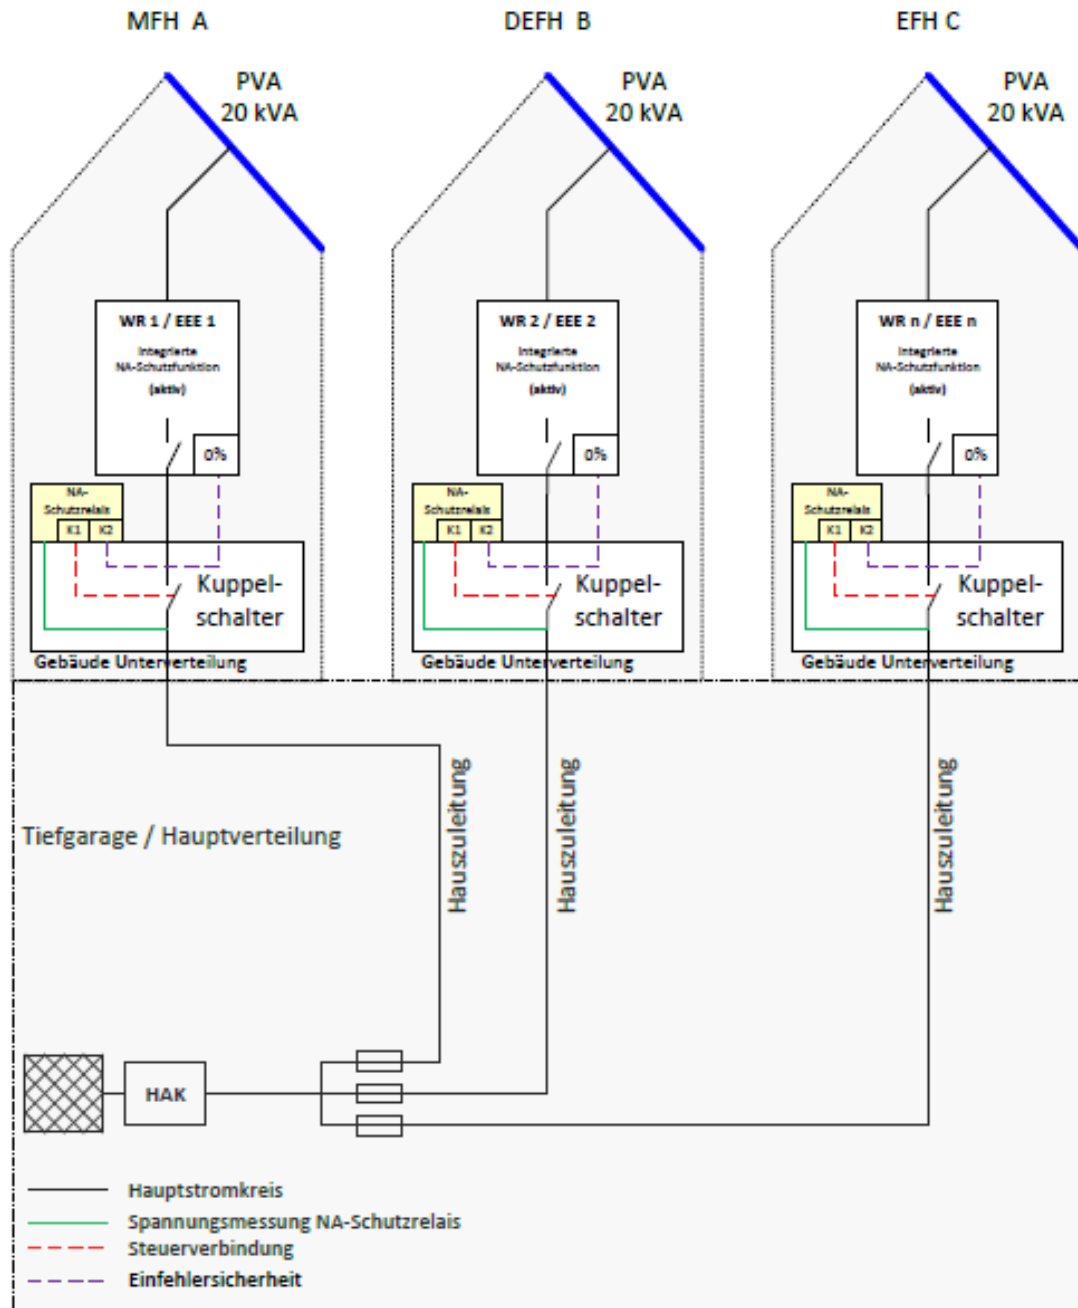 MFH A
DEFH B
EFH C
PVA
20 kVA
PVA
20 kVA
PVA
20 kVA
WR 1 / EEE 1
Integrierte
NA-Schutzfunktion
(aktiv)
0%
WR 2 / EEE 2
Integrierte
NA-Schutzfunktion
(aktiv)
0%
WR n / EEE n
Integrierte
NA-Schutzfunktion
(aktiv)
0%
NA-
Schutzrelais
K1 K2
Kuppel-
schalter
Gebäude Unterverteilung
NA-
Schutzrelais
K1 K2
Kuppel-
schalter
Gebäude Unterverteilung
NA-
Schutzrelais
K1 K2
Kuppel-
schalter
Gebäude Unterverteilung
Hauszuleitung
Hauszuleitung
Hauszuleitung
Tiefgarage / Hauptverteilung
HAK
Hauptstromkreis
Spannungsmessung NA-Schutzrelais
Steuerverbindung
Einfehlersicherheit